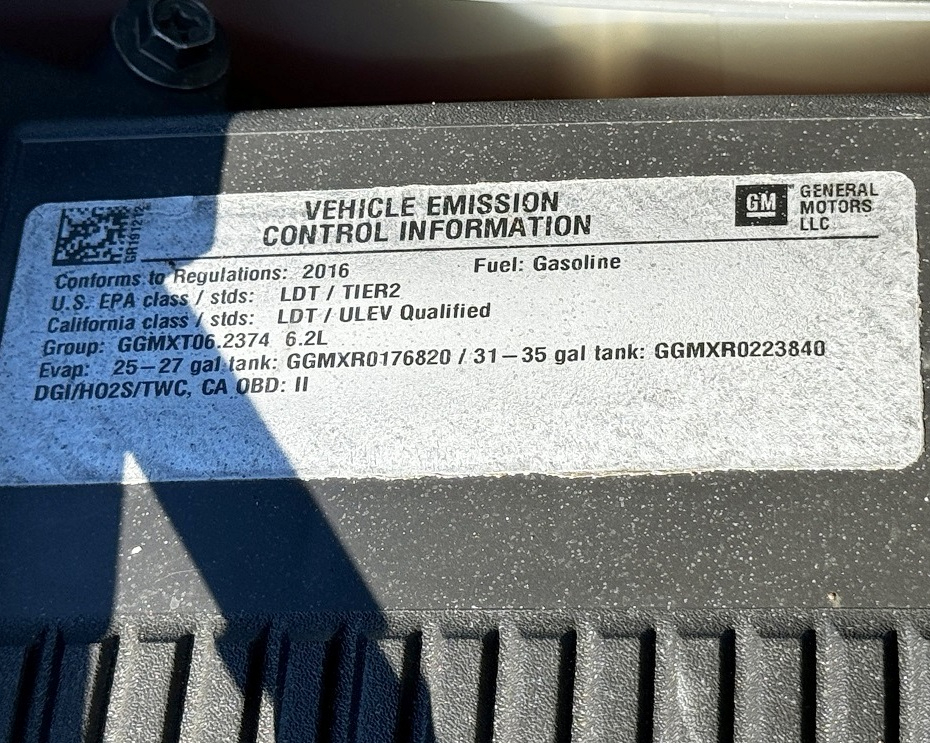 VEHICLE EMISSION
CONTROL INFORMATION
GM
GENERAL
MOTORS
LLC
Conforms to Regulations: 2016 Fuel: Gasoline
U.S. EPA class / stds: LDT / TIER2
California class / stds: LDT / ULEV Qualified
Group: GGMXT06.2374 6.2L
Evap: 25–27 gal tank: GGMXR0176820 / 31–35 gal tank: GGMXR0223840
DGI/HO2S/TWC, CA OBD: II